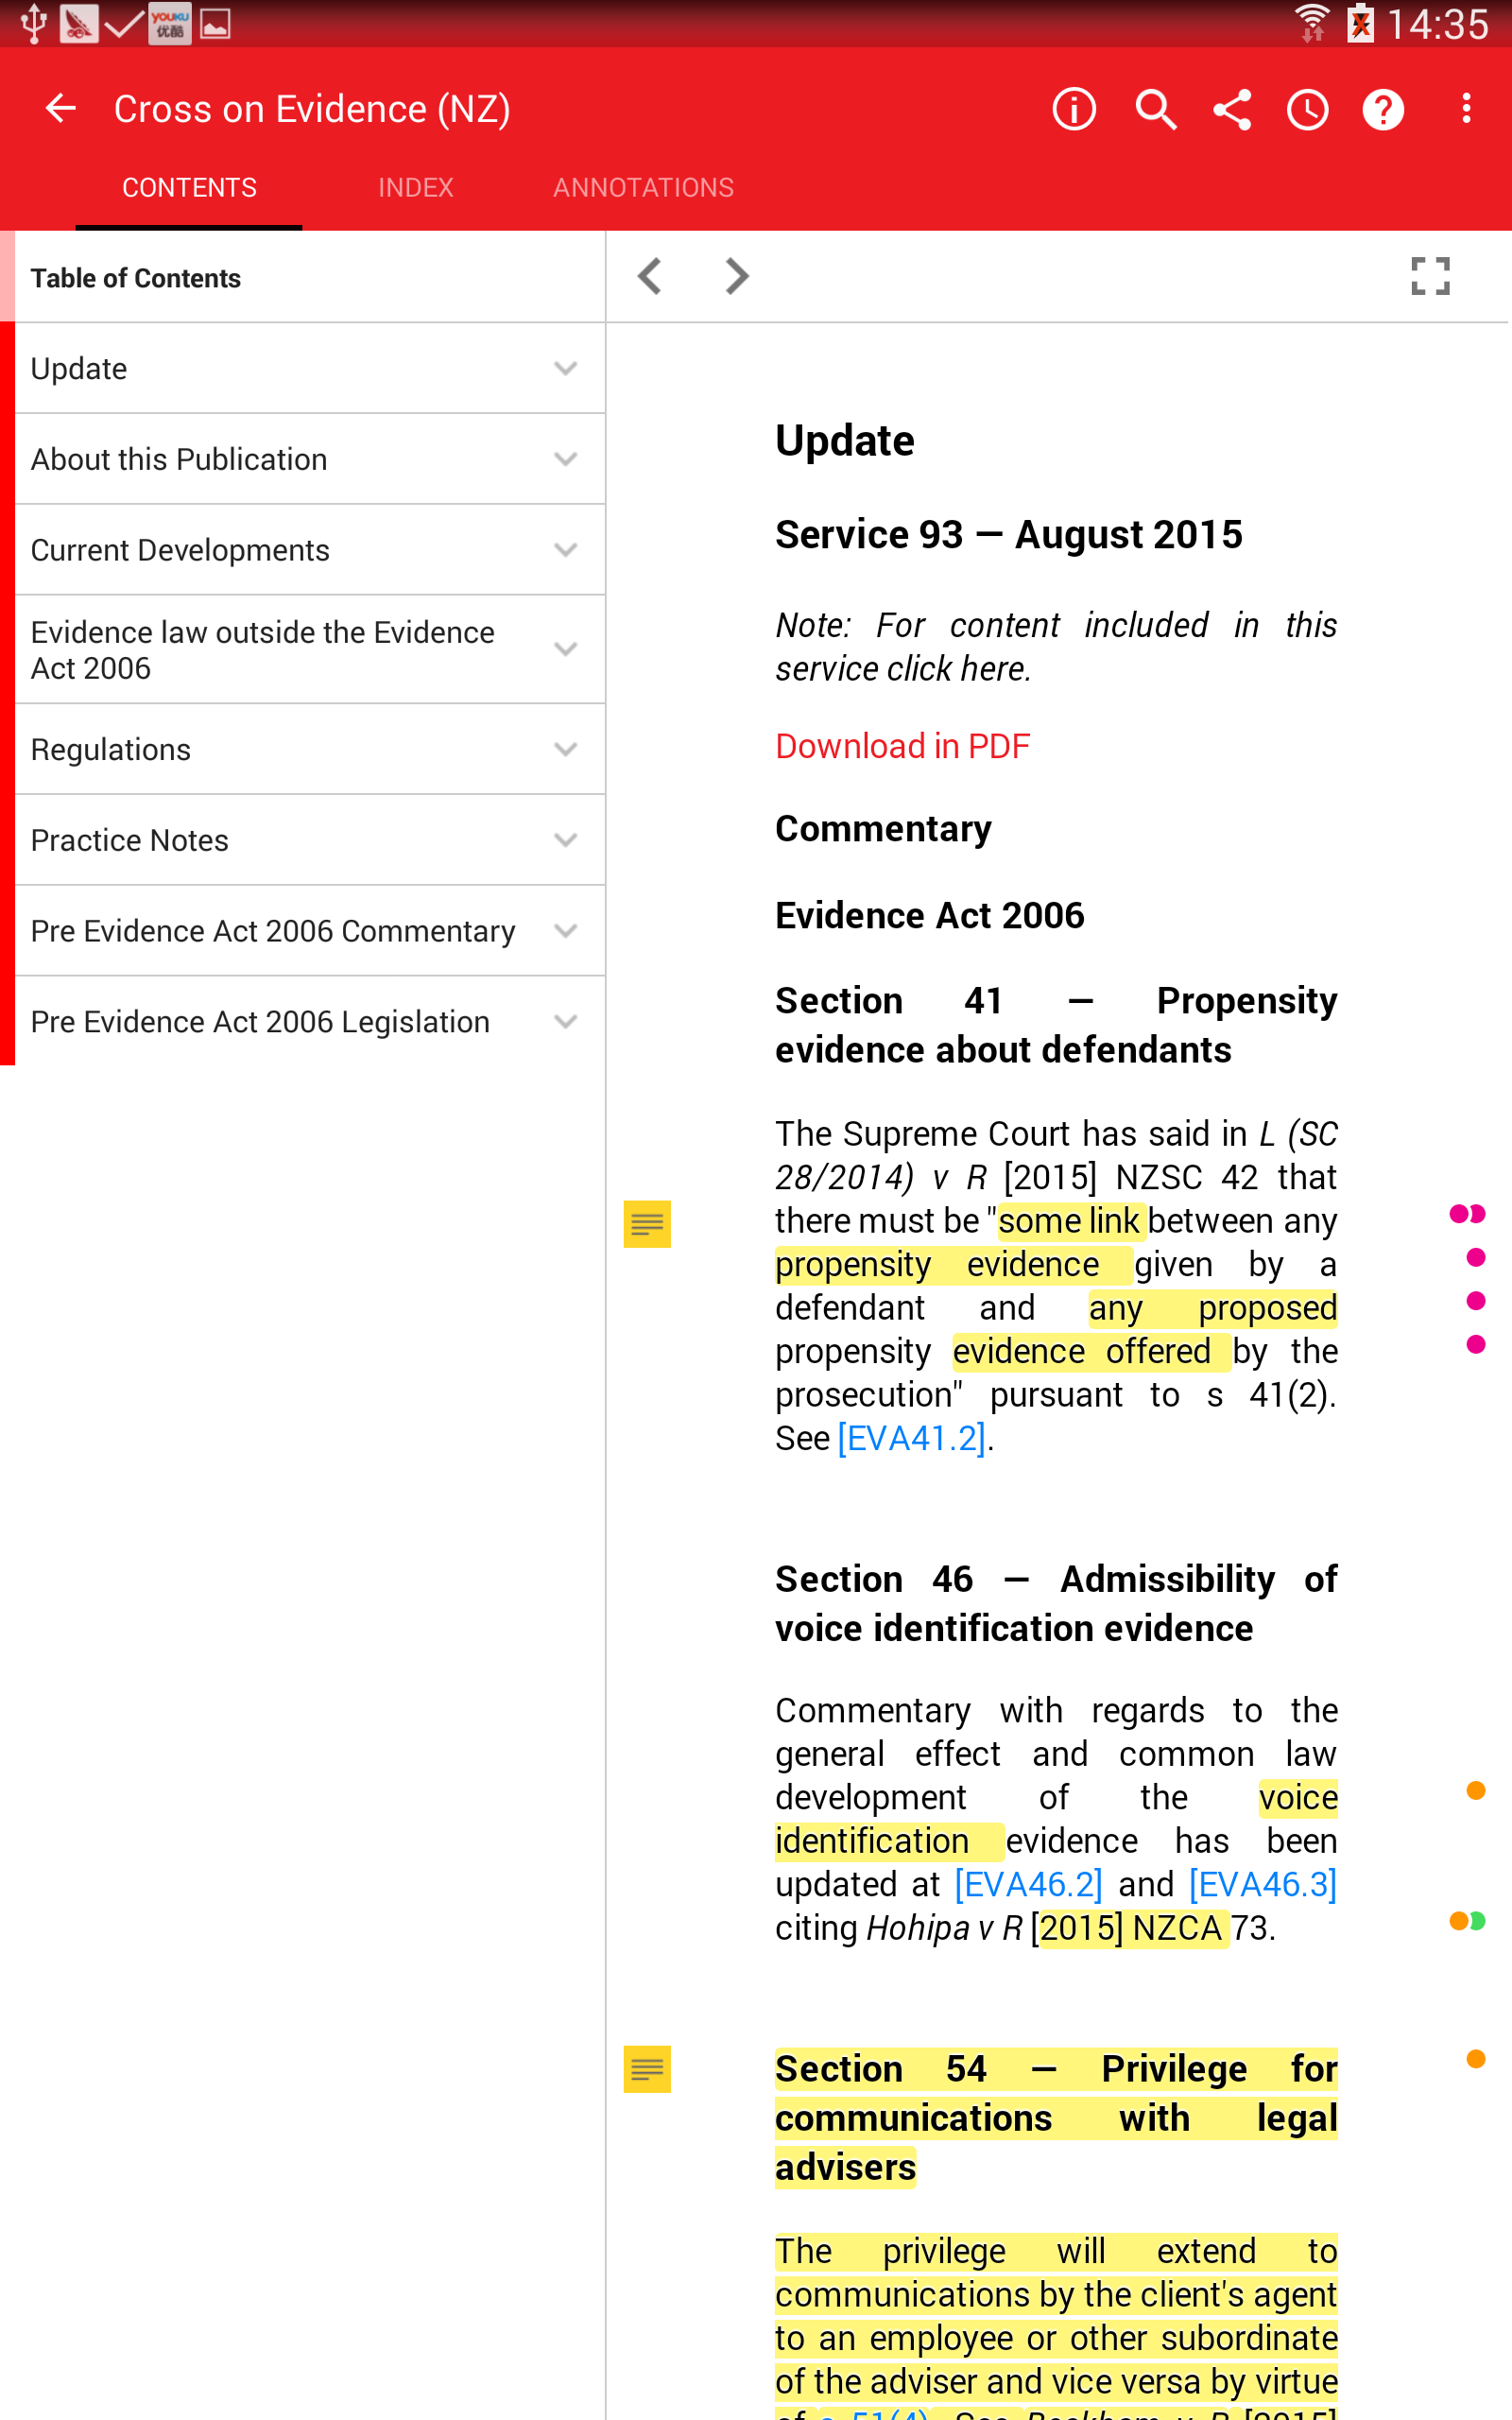 YOUKU
优酷
14:35
Cross on Evidence (NZ)
CONTENTS
INDEX
ANNOTATIONS
Table of Contents
Update
About this Publication
Current Developments
Evidence law outside the Evidence
Act 2006
Regulations
Practice Notes
Pre Evidence Act 2006 Commentary
Pre Evidence Act 2006 Legislation
Update
Service 93 — August 2015
Note: For content included in this
service click here.
Download in PDF
Commentary
Evidence Act 2006
Section 41 — Propensity
evidence about defendants
The Supreme Court has said in L (SC
28/2014) v R [2015] NZSC 42 that
there must be "some link between any
propensity evidence given by a
defendant and any proposed
propensity evidence offered by the
prosecution" pursuant to s 41(2).
See [EVA41.2].
Section 46 — Admissibility of
voice identification evidence
Commentary with regards to the
general effect and common law
development of the voice
identification evidence has been
updated at [EVA46.2] and [EVA46.3]
citing Hohipa v R [2015] NZCA 73.
Section 54 — Privilege for
communications with legal
advisers
The privilege will extend to
communications by the client's agent
to an employee or other subordinate
of the adviser and vice versa by virtue
of s 51(4). See Beckham v R [2015]